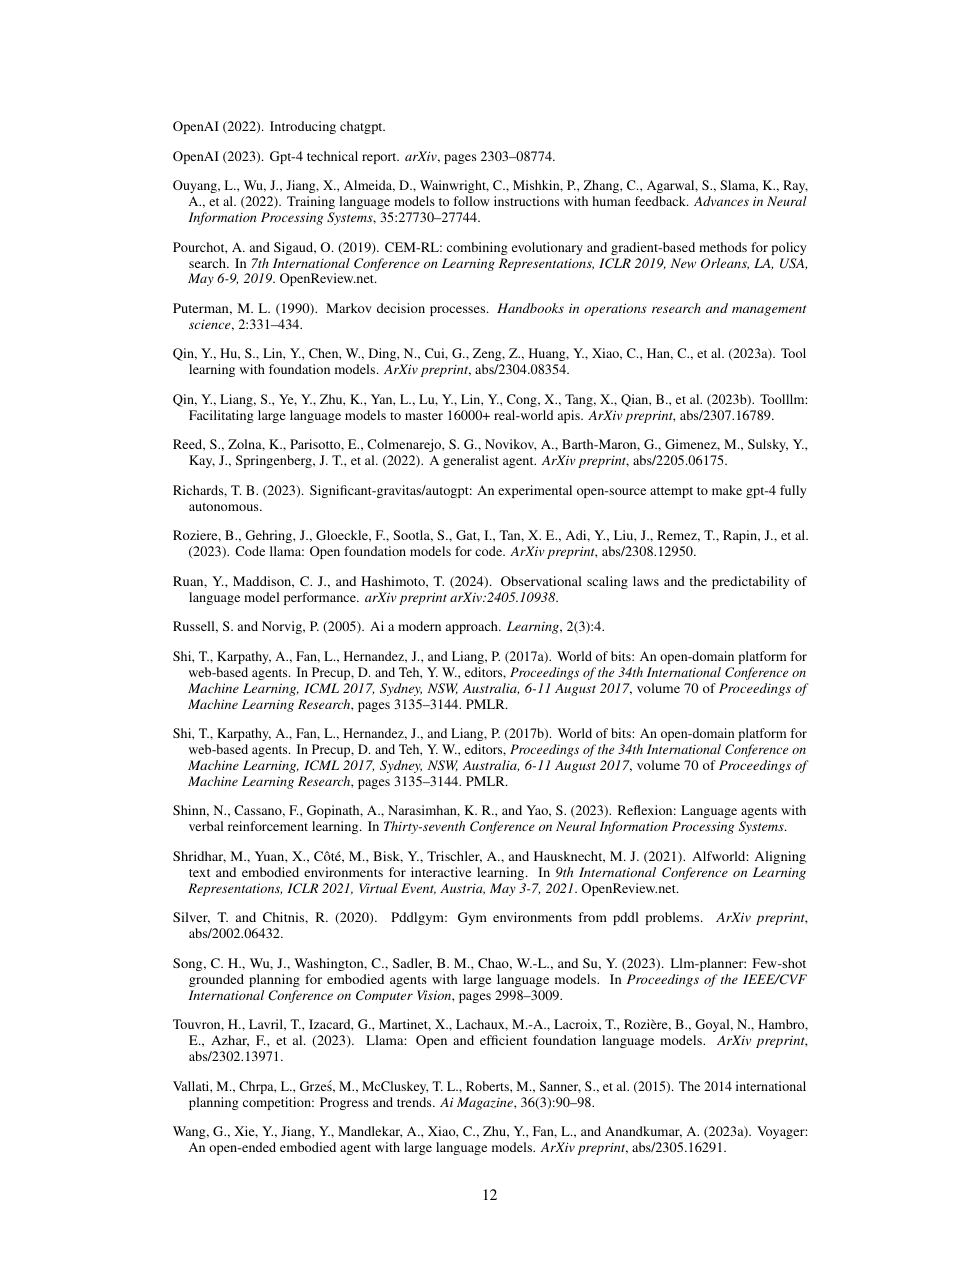 OpenAI (2022). Introducing chatgpt.
OpenAI (2023). Gpt-4 technical report. arXiv, pages 2303–08774.
Ouyang, L., Wu, J., Jiang, X., Almeida, D., Wainwright, C., Mishkin, P., Zhang, C., Agarwal, S., Slama, K., Ray,
A., et al. (2022). Training language models to follow instructions with human feedback. Advances in Neural
Information Processing Systems, 35:27730–27744.
Pourchot, A. and Sigaud, O. (2019). CEM-RL: combining evolutionary and gradient-based methods for policy
search. In 7th International Conference on Learning Representations, ICLR 2019, New Orleans, LA, USA,
May 6-9, 2019. OpenReview.net.
Puterman, M. L. (1990). Markov decision processes. Handbooks in operations research and management
science, 2:331–434.
Qin, Y., Hu, S., Lin, Y., Chen, W., Ding, N., Cui, G., Zeng, Z., Huang, Y., Xiao, C., Han, C., et al. (2023a). Tool
learning with foundation models. ArXiv preprint, abs/2304.08354.
Qin, Y., Liang, S., Ye, Y., Zhu, K., Yan, L., Lu, Y., Lin, Y., Cong, X., Tang, X., Qian, B., et al. (2023b). Toolllm:
Facilitating large language models to master 16000+ real-world apis. ArXiv preprint, abs/2307.16789.
Reed, S., Zolna, K., Parisotto, E., Colmenarejo, S. G., Novikov, A., Barth-Maron, G., Gimenez, M., Sulsky, Y.,
Kay, J., Springenberg, J. T., et al. (2022). A generalist agent. ArXiv preprint, abs/2205.06175.
Richards, T. B. (2023). Significant-gravitas/autogpt: An experimental open-source attempt to make gpt-4 fully
autonomous.
Roziere, B., Gehring, J., Gloeckle, F., Sootla, S., Gat, I., Tan, X. E., Adi, Y., Liu, J., Remez, T., Rapin, J., et al.
(2023). Code llama: Open foundation models for code. ArXiv preprint, abs/2308.12950.
Ruan, Y., Maddison, C. J., and Hashimoto, T. (2024). Observational scaling laws and the predictability of
language model performance. arXiv preprint arXiv:2405.10938.
Russell, S. and Norvig, P. (2005). Ai a modern approach. Learning, 2(3):4.
Shi, T., Karpathy, A., Fan, L., Hernandez, J., and Liang, P. (2017a). World of bits: An open-domain platform for
web-based agents. In Precup, D. and Teh, Y. W., editors, Proceedings of the 34th International Conference on
Machine Learning, ICML 2017, Sydney, NSW, Australia, 6-11 August 2017, volume 70 of Proceedings of
Machine Learning Research, pages 3135–3144. PMLR.
Shi, T., Karpathy, A., Fan, L., Hernandez, J., and Liang, P. (2017b). World of bits: An open-domain platform for
web-based agents. In Precup, D. and Teh, Y. W., editors, Proceedings of the 34th International Conference on
Machine Learning, ICML 2017, Sydney, NSW, Australia, 6-11 August 2017, volume 70 of Proceedings of
Machine Learning Research, pages 3135–3144. PMLR.
Shinn, N., Cassano, F., Gopinath, A., Narasimhan, K. R., and Yao, S. (2023). Reflexion: Language agents with
verbal reinforcement learning. In Thirty-seventh Conference on Neural Information Processing Systems.
Shridhar, M., Yuan, X., Côté, M., Bisk, Y., Trischler, A., and Hausknecht, M. J. (2021). Alfworld: Aligning
text and embodied environments for interactive learning. In 9th International Conference on Learning
Representations, ICLR 2021, Virtual Event, Austria, May 3-7, 2021. OpenReview.net.
Silver, T. and Chitnis, R. (2020). Pddlgym: Gym environments from pddl problems. ArXiv preprint,
abs/2002.06432.
Song, C. H., Wu, J., Washington, C., Sadler, B. M., Chao, W.-L., and Su, Y. (2023). Llm-planner: Few-shot
grounded planning for embodied agents with large language models. In Proceedings of the IEEE/CVF
International Conference on Computer Vision, pages 2998–3009.
Touvron, H., Lavril, T., Izacard, G., Martinet, X., Lachaux, M.-A., Lacroix, T., Rozière, B., Goyal, N., Hambro,
E., Azhar, F., et al. (2023). Llama: Open and efficient foundation language models. ArXiv preprint,
abs/2302.13971.
Vallati, M., Chrpa, L., Grześ, M., McCluskey, T. L., Roberts, M., Sanner, S., et al. (2015). The 2014 international
planning competition: Progress and trends. Ai Magazine, 36(3):90–98.
Wang, G., Xie, Y., Jiang, Y., Mandlekar, A., Xiao, C., Zhu, Y., Fan, L., and Anandkumar, A. (2023a). Voyager:
An open-ended embodied agent with large language models. ArXiv preprint, abs/2305.16291.
12